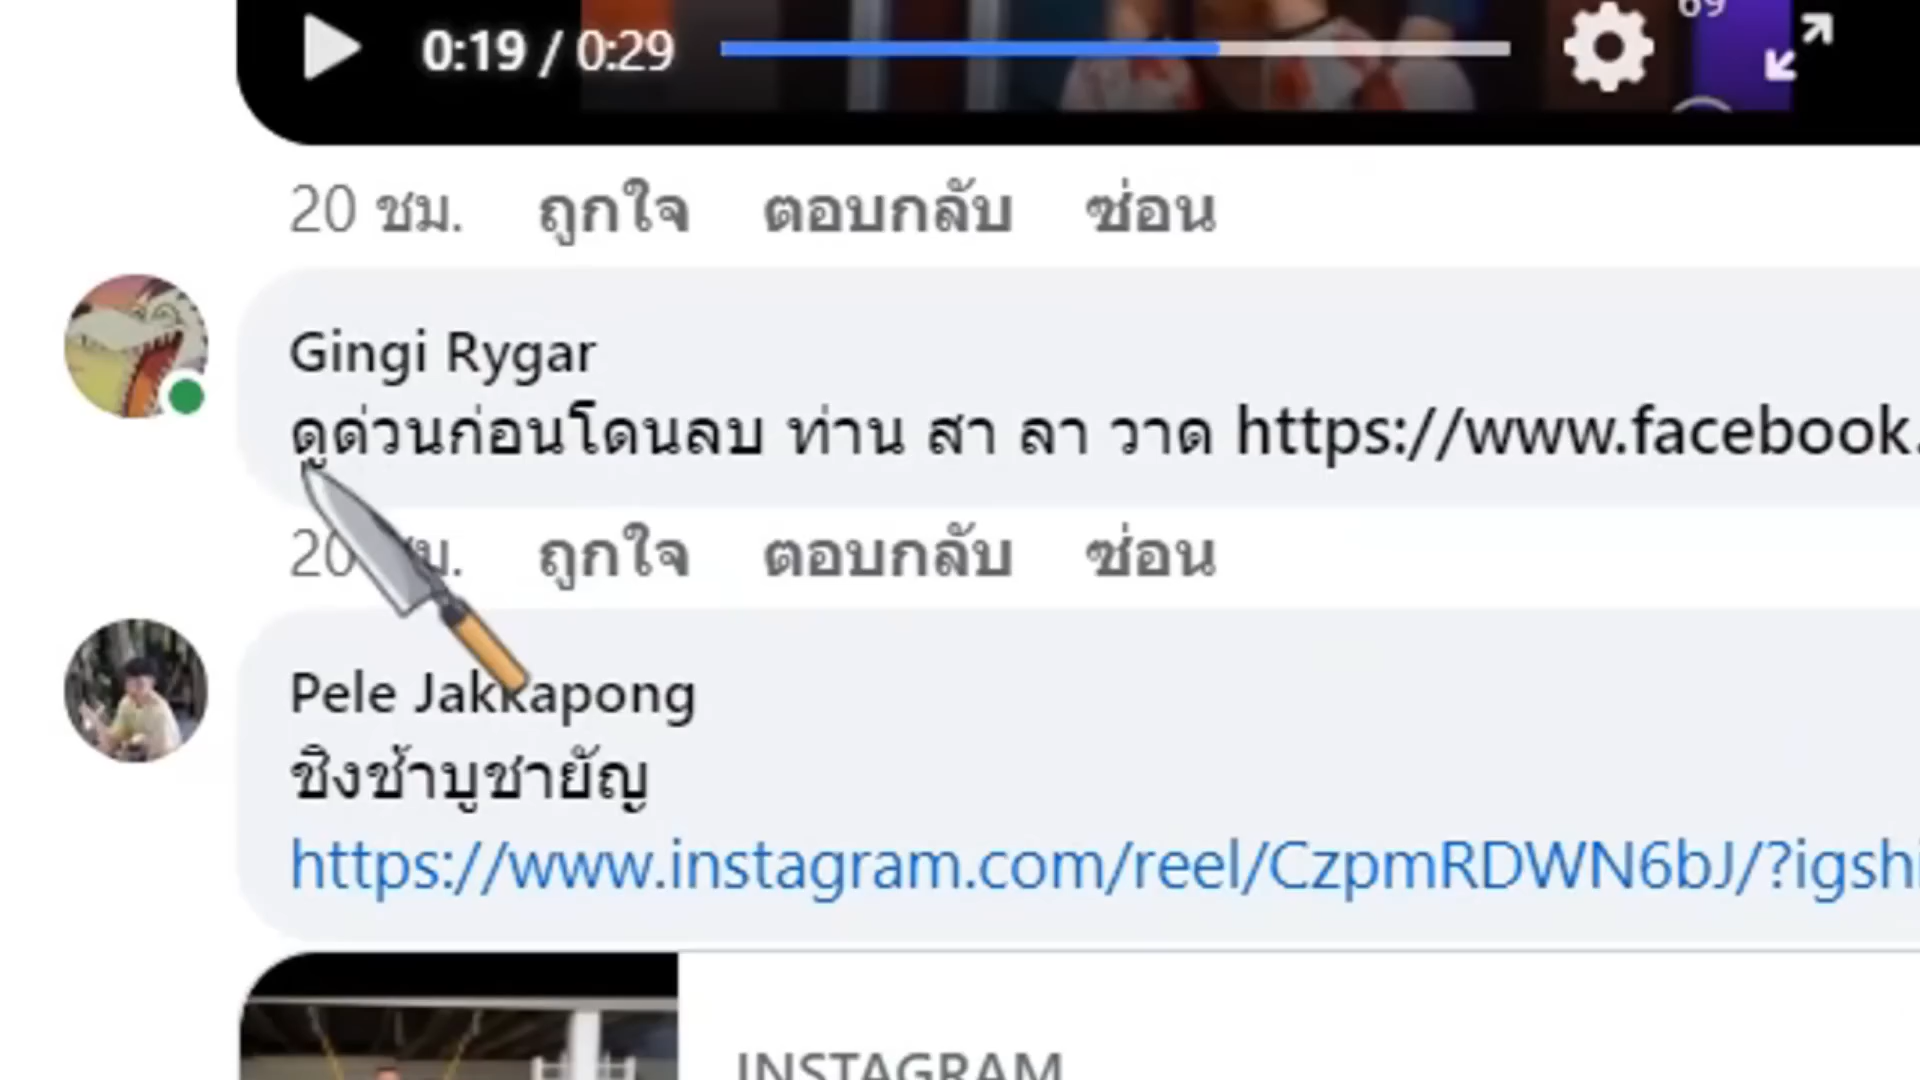 0:19 / 0:29
69
20 ชม. ถูกใจ ตอบกลับ ซ่อน
Gingi Rygar
ดูด่วนก่อนโดนลบ ท่าน สา ลา วาด https://www.facebook.
20 ชม. ถูกใจ ตอบกลับ ซ่อน
Pele Jakkapong
ชิงช้าบูชายัญ
https://www.instagram.com/reel/CzpmRDWN6bJ/?igshi
INSTAGRAM